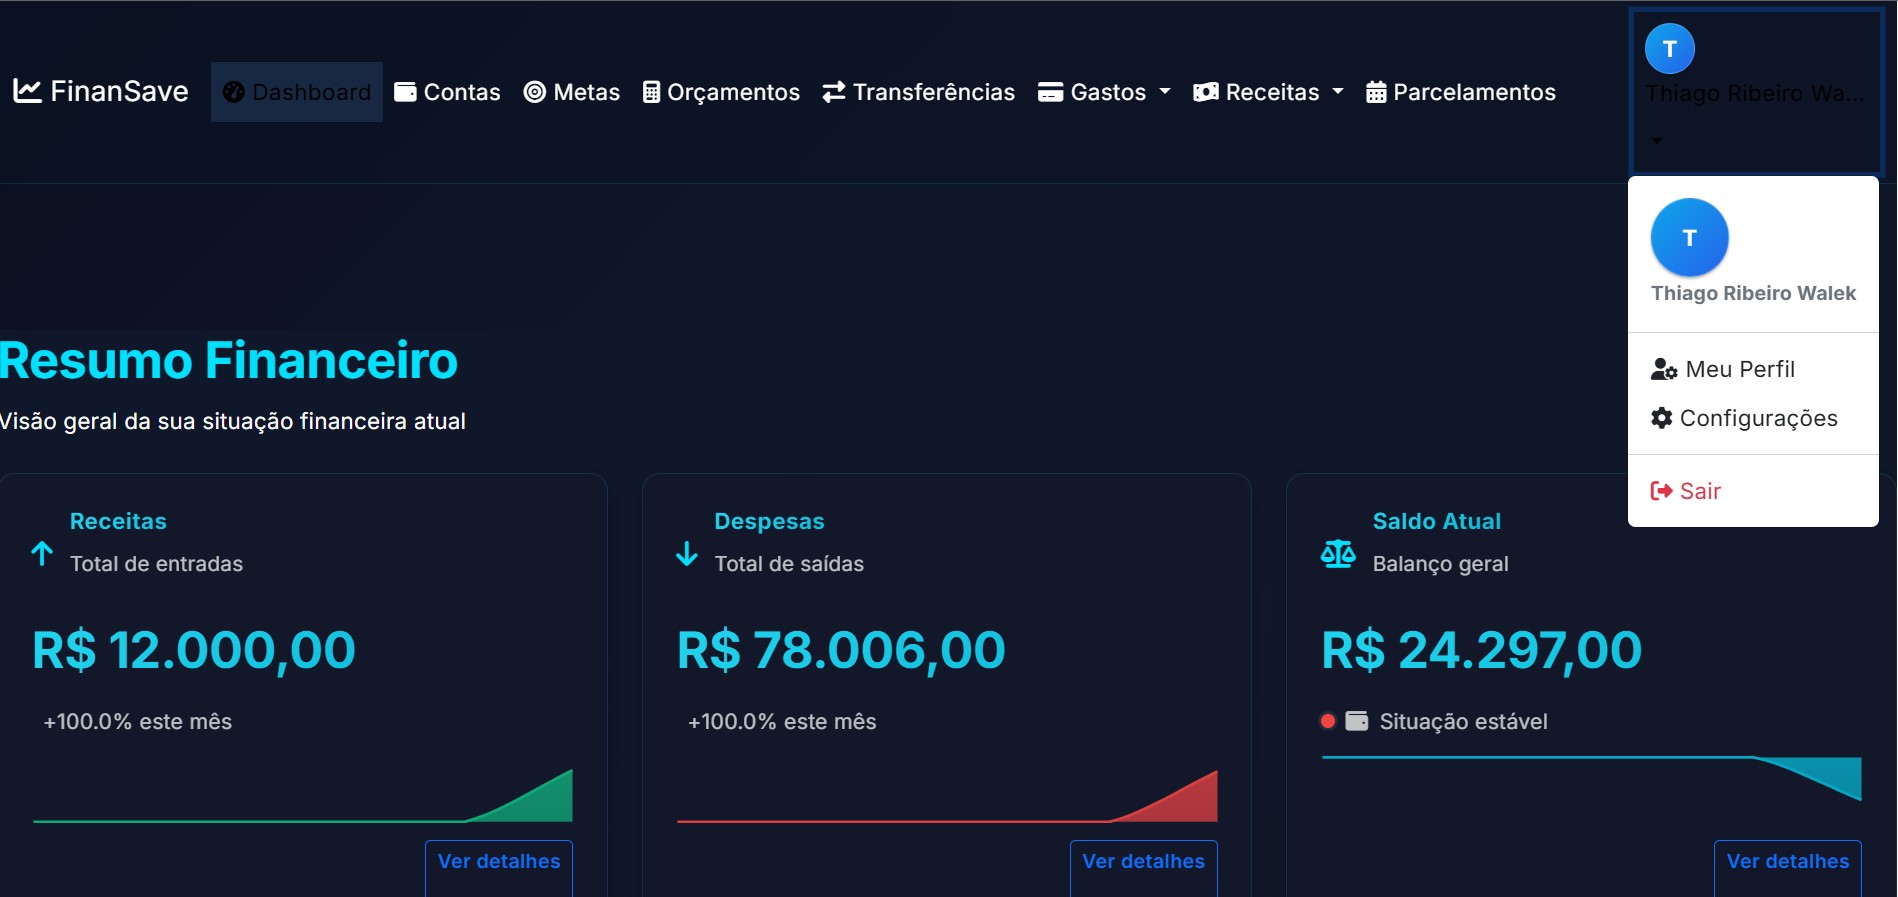 T
FinanSave Dashboard Contas Metas Orçamentos Transferências Gastos Receitas Parcelamentos
Thiago Ribeiro Wa...
T
Thiago Ribeiro Walek
Meu Perfil
Configurações
Sair
Resumo Financeiro
Visão geral da sua situação financeira atual
Receitas
Total de entradas
R$ 12.000,00
+100.0% este mês
Ver detalhes
Despesas
Total de saídas
R$ 78.006,00
+100.0% este mês
Ver detalhes
Saldo Atual
Balanço geral
R$ 24.297,00
Situação estável
Ver detalhes